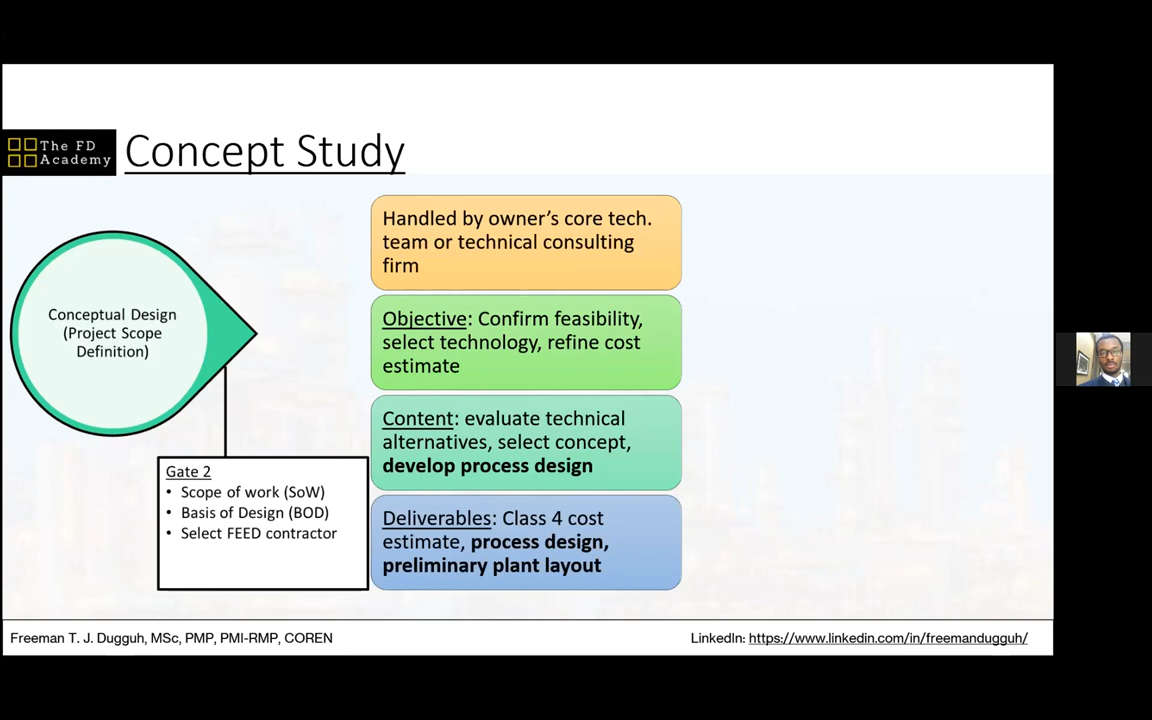 The FD
Academy
Concept Study
Conceptual Design
(Project Scope
Definition)
Gate 2
• Scope of work (SoW)
• Basis of Design (BOD)
• Select FEED contractor
Handled by owner’s core tech.
team or technical consulting
firm
Objective: Confirm feasibility,
select technology, refine cost
estimate
Content: evaluate technical
alternatives, select concept,
develop process design
Deliverables: Class 4 cost
estimate, process design,
preliminary plant layout
Freeman T. J. Dugguh, MSc, PMP, PMI-RMP, COREN
LinkedIn: https://www.linkedin.com/in/freemandugguh/